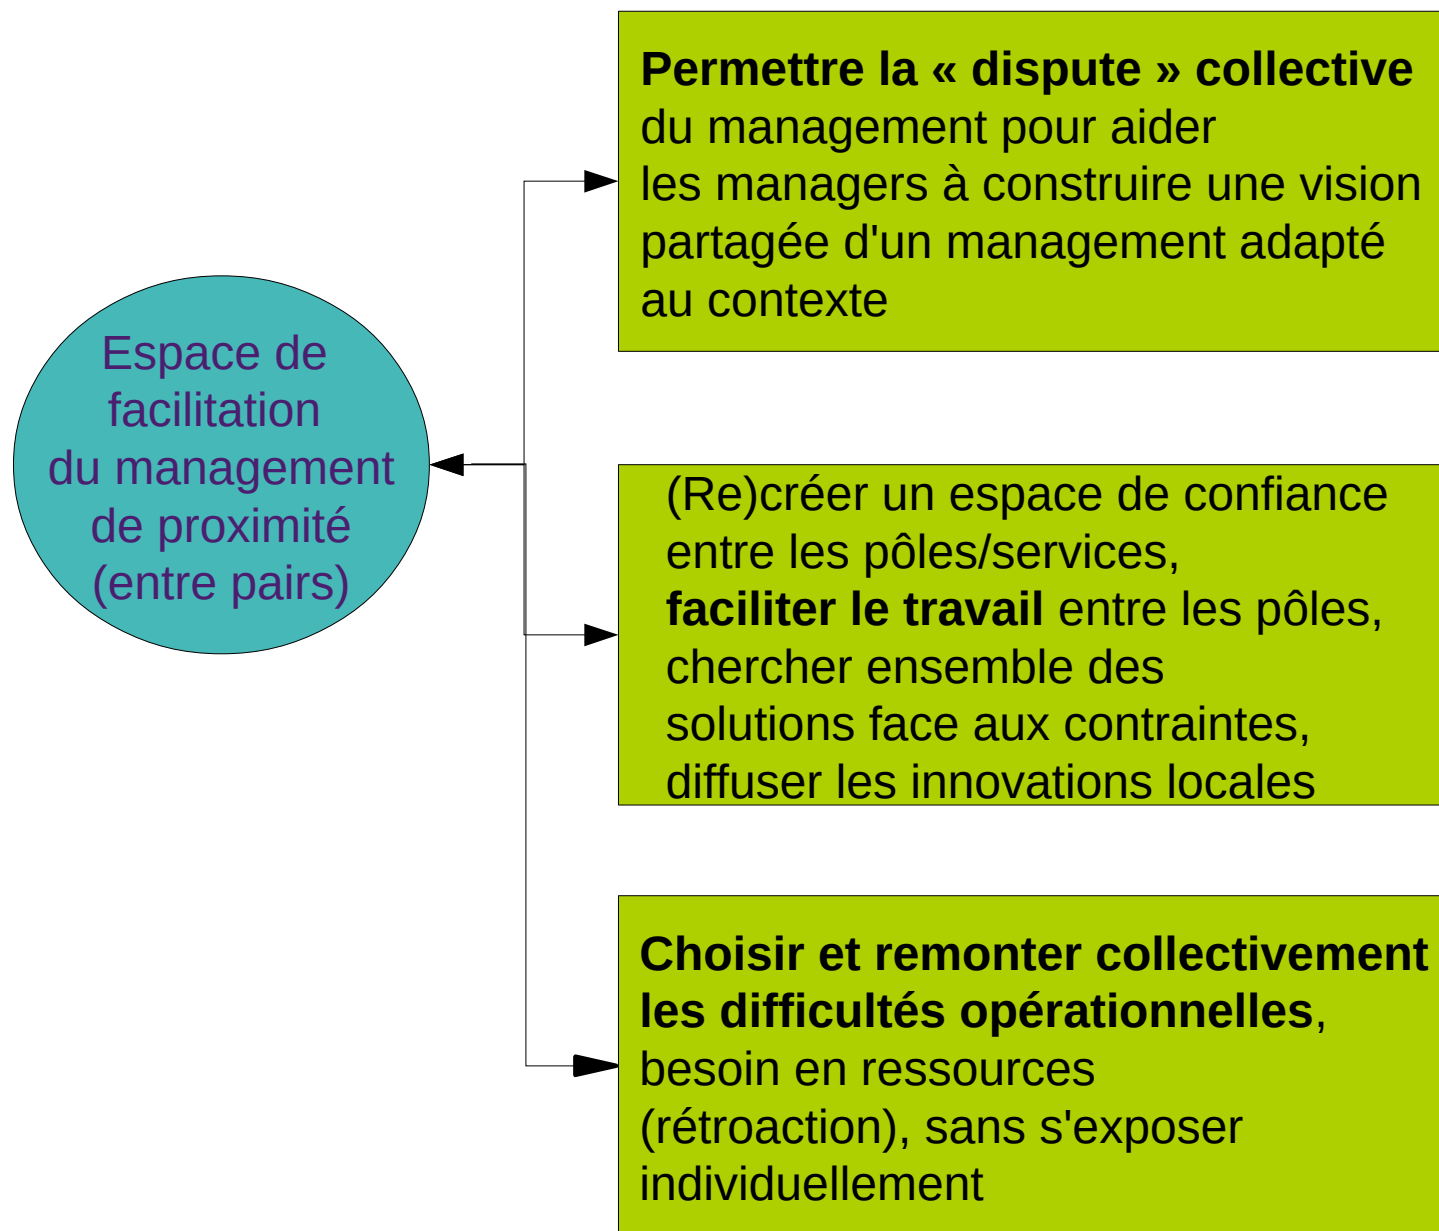 Espace de
facilitation
du management
de proximité
(entre pairs)
Permettre la « dispute » collective
du management pour aider
les managers à construire une vision
partagée d'un management adapté
au contexte
(Re)créer un espace de confiance
entre les pôles/services,
faciliter le travail entre les pôles,
chercher ensemble des
solutions face aux contraintes,
diffuser les innovations locales
Choisir et remonter collectivement
les difficultés opérationnelles,
besoin en ressources
(rétroaction), sans s'exposer
individuellement